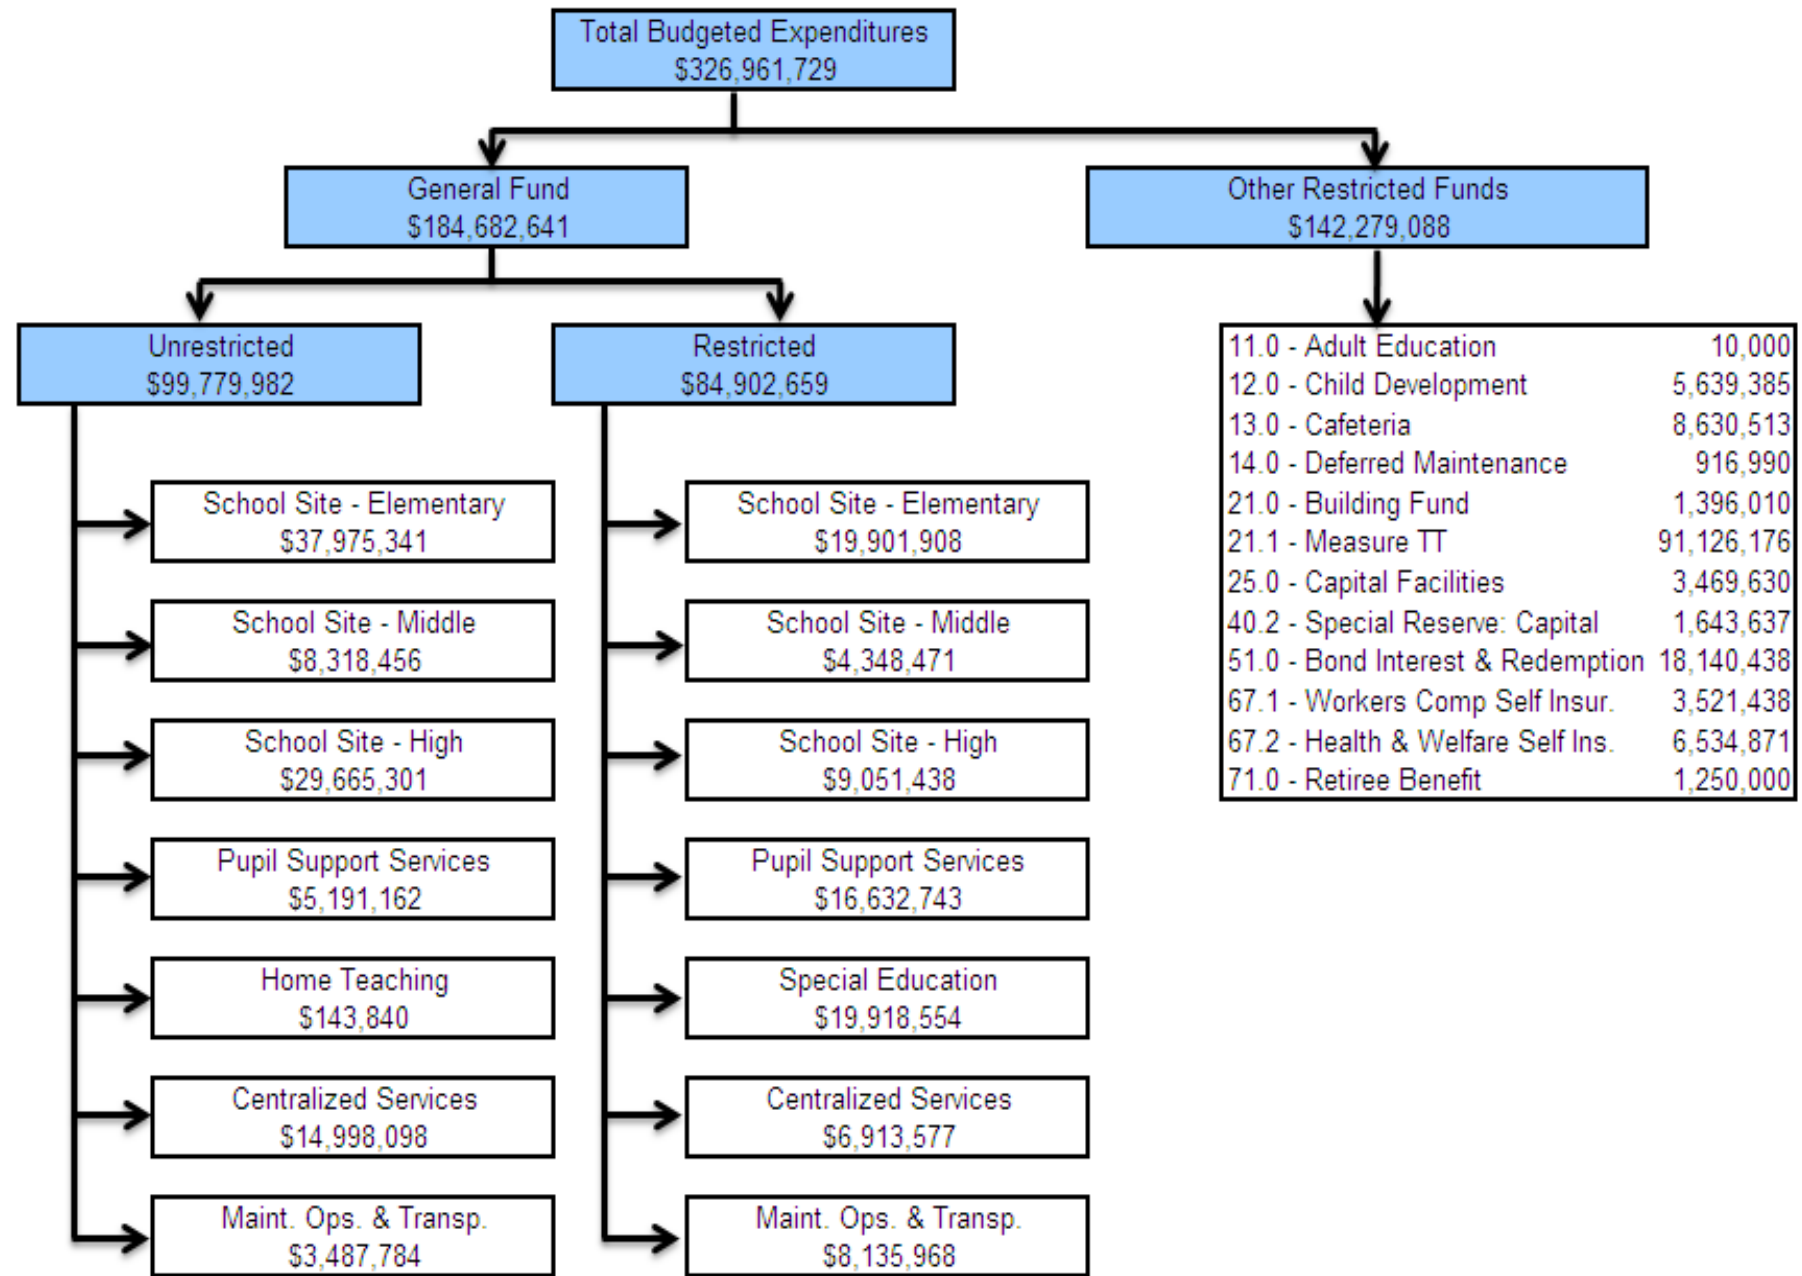 Total Budgeted Expenditures
$326,961,729
General Fund
$184,682,641
Other Restricted Funds
$142,279,088
Unrestricted
$99,779,982
Restricted
$84,902,659
School Site - Elementary
$37,975,341
School Site - Middle
$8,318,456
School Site - High
$29,665,301
Pupil Support Services
$5,191,162
Home Teaching
$143,840
Centralized Services
$14,998,098
Maint. Ops. & Transp.
$3,487,784
School Site - Elementary
$19,901,908
School Site - Middle
$4,348,471
School Site - High
$9,051,438
Pupil Support Services
$16,632,743
Special Education
$19,918,554
Centralized Services
$6,913,577
Maint. Ops. & Transp.
$8,135,968
11.0 - Adult Education 10,000
12.0 - Child Development 5,639,385
13.0 - Cafeteria 8,630,513
14.0 - Deferred Maintenance 916,990
21.0 - Building Fund 1,396,010
21.1 - Measure TT 91,126,176
25.0 - Capital Facilities 3,469,630
40.2 - Special Reserve: Capital 1,643,637
51.0 - Bond Interest & Redemption 18,140,438
67.1 - Workers Comp Self Insur. 3,521,438
67.2 - Health & Welfare Self Ins. 6,534,871
71.0 - Retiree Benefit 1,250,000